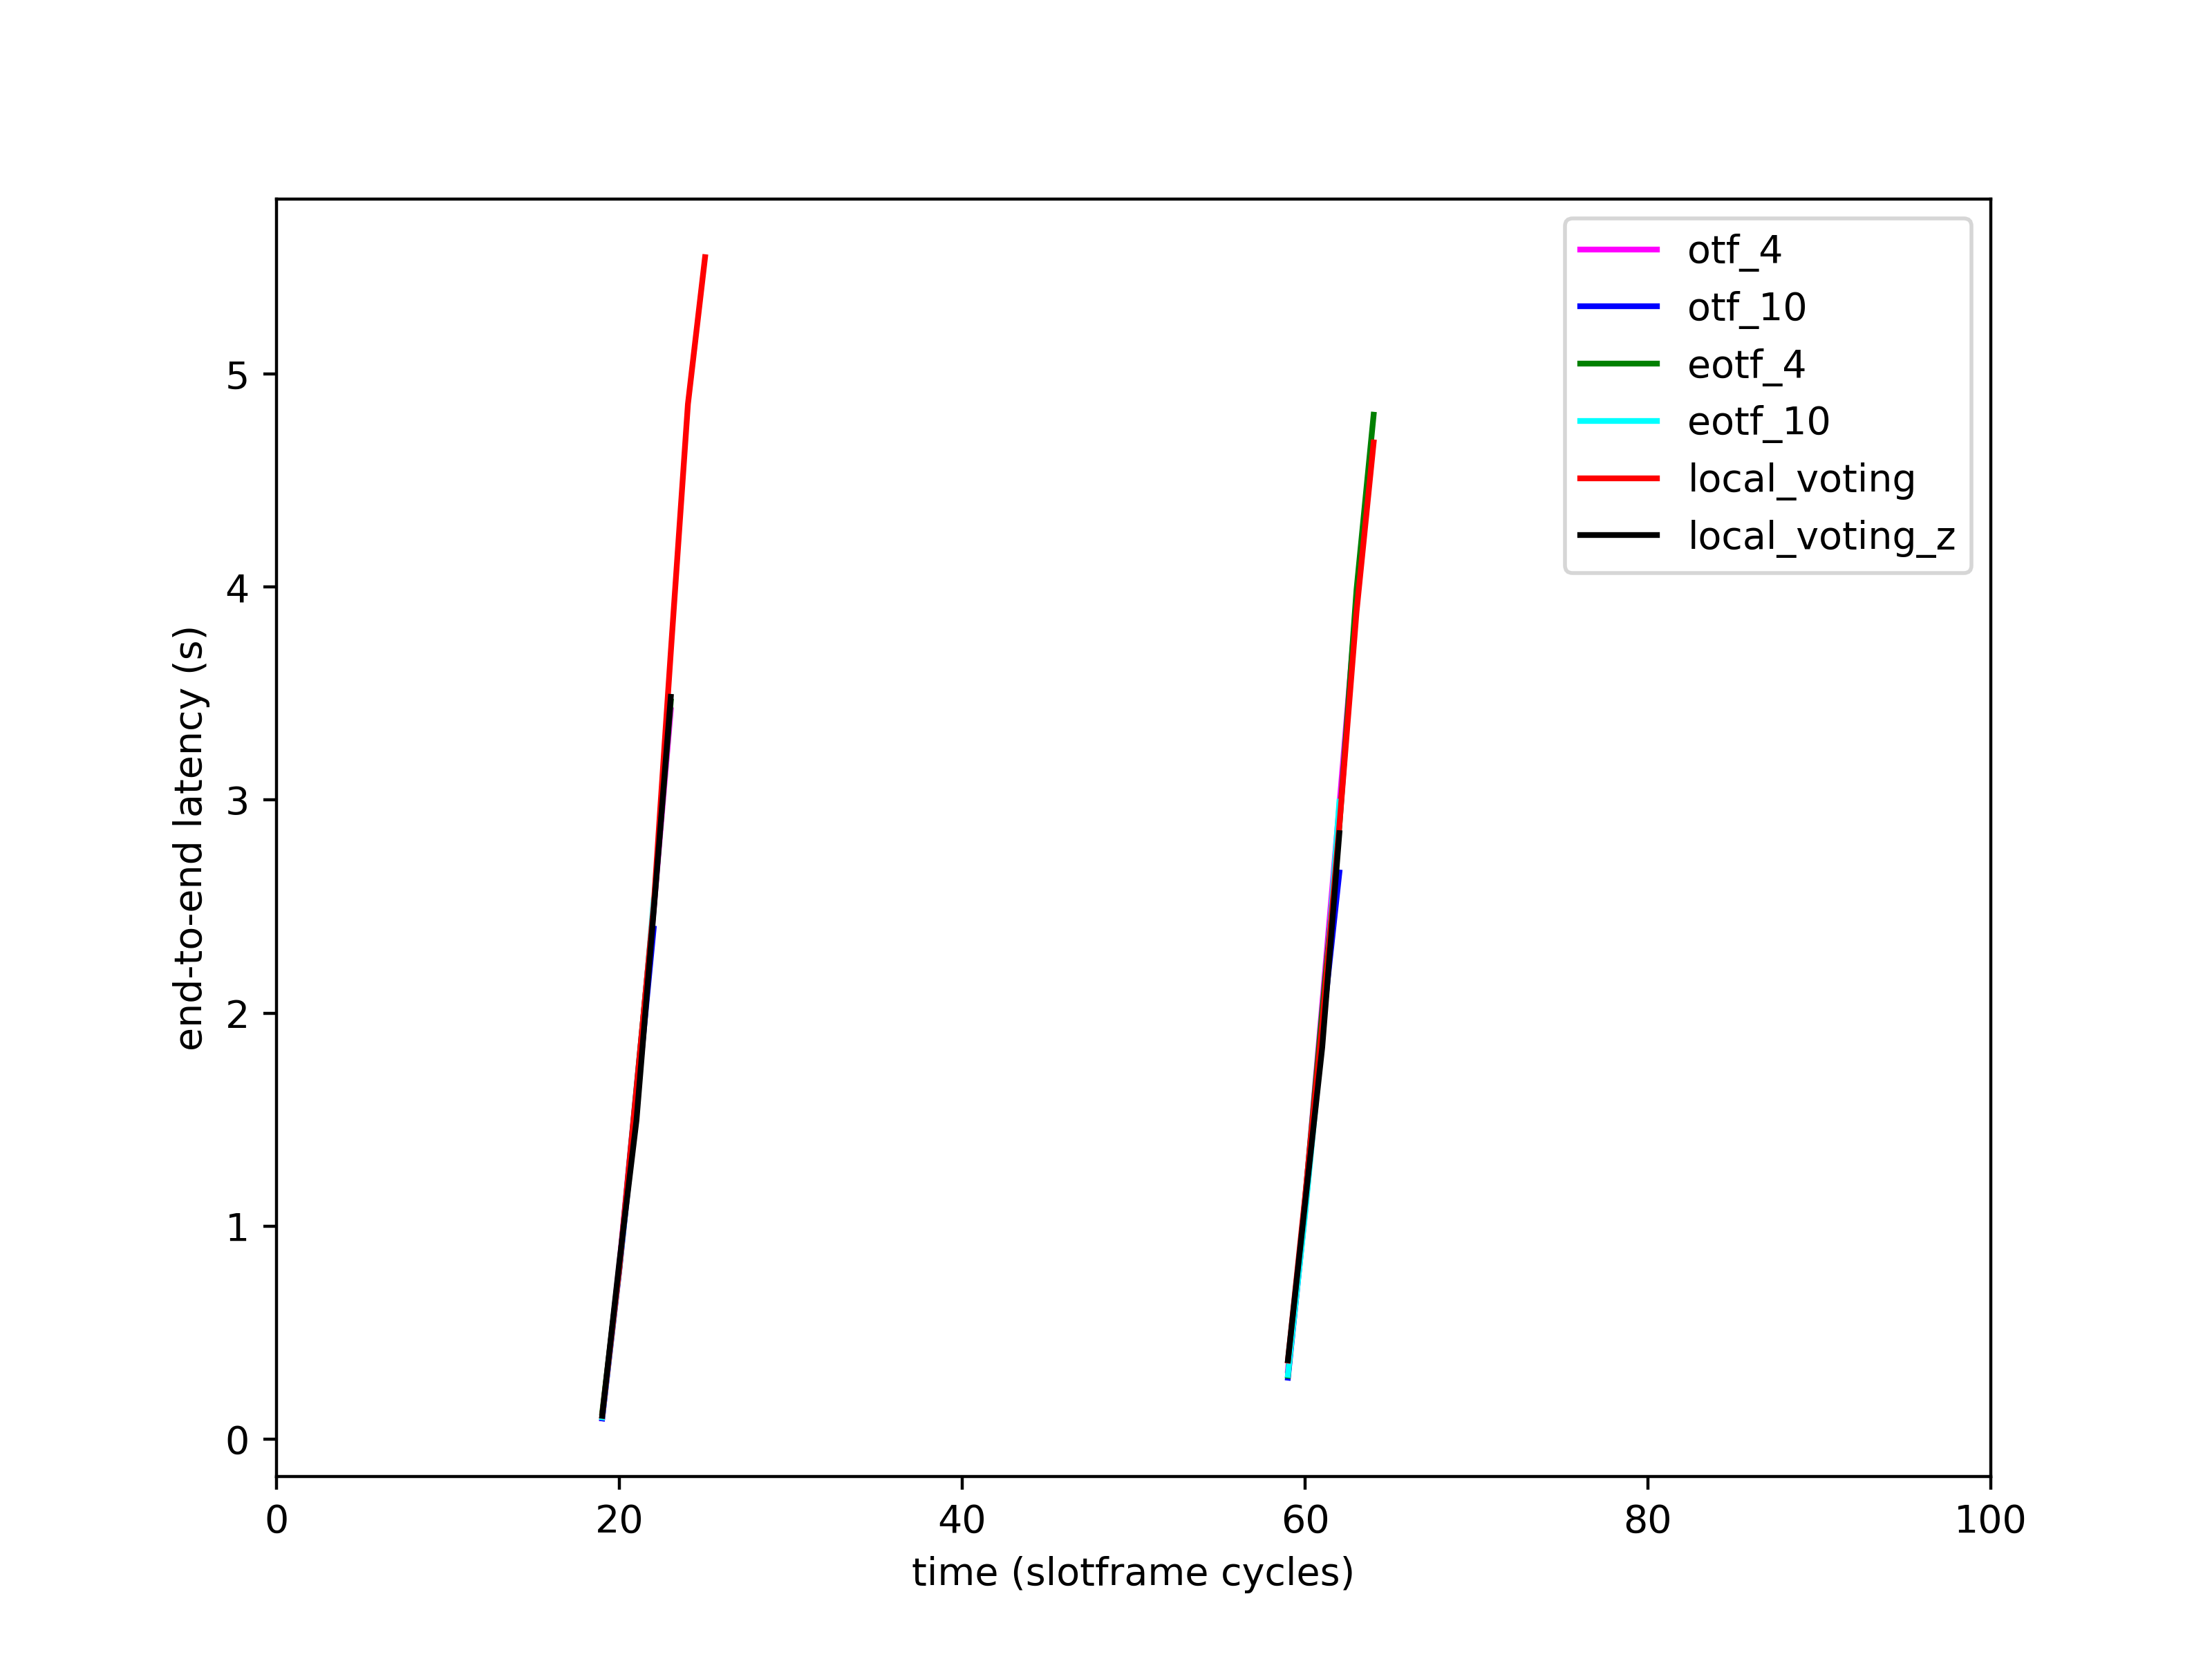 otf_4
otf_10
eotf_4
eotf_10
local_voting
local_voting_z
end-to-end latency (s)
5
4
3
2
1
0
0 20 40 60 80 100
time (slotframe cycles)